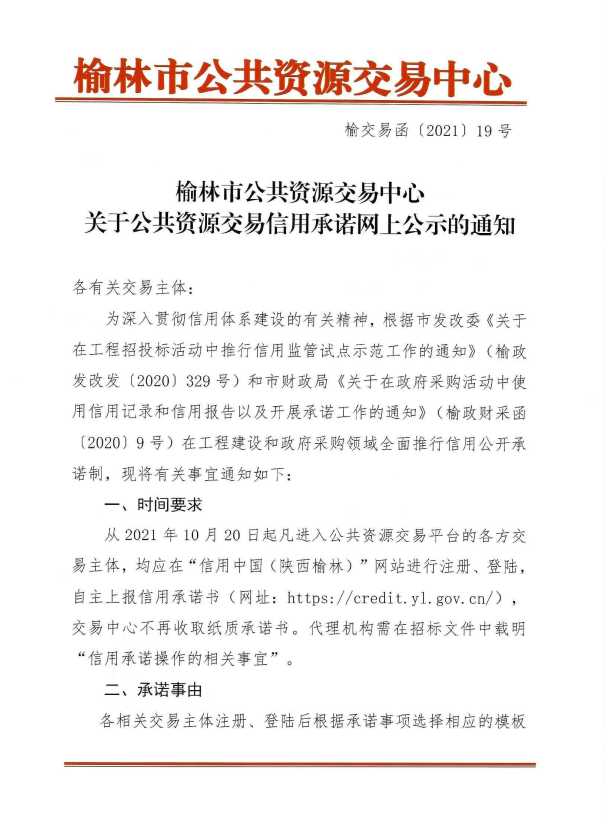 榆林市公共资源交易中心
榆交易函〔2021〕19 号
榆林市公共资源交易中心
关于公共资源交易信用承诺网上公示的通知
各有关交易主体：
为深入贯彻信用体系建设的有关精神，根据市发改委《关于
在工程招投标活动中推行信用监管试点示范工作的通知》（榆政
发改发〔2020〕329 号）和市财政局《关于在政府采购活动中使
用信用记录和信用报告以及开展承诺工作的通知》（榆政财采函
〔2020〕9 号）在工程建设和政府采购领域全面推行信用公开承
诺制，现将有关事宜通知如下：
一、时间要求
从 2021 年 10 月 20 日起凡进入公共资源交易平台的各方交
易主体，均应在“信用中国（陕西榆林）”网站进行注册、登陆，
自主上报信用承诺书（网址：https://credit.yl.gov.cn/），
交易中心不再收取纸质承诺书。代理机构需在招标文件中载明
“信用承诺操作的相关事宜”。
二、承诺事由
各相关交易主体注册、登陆后根据承诺事项选择相应的模板